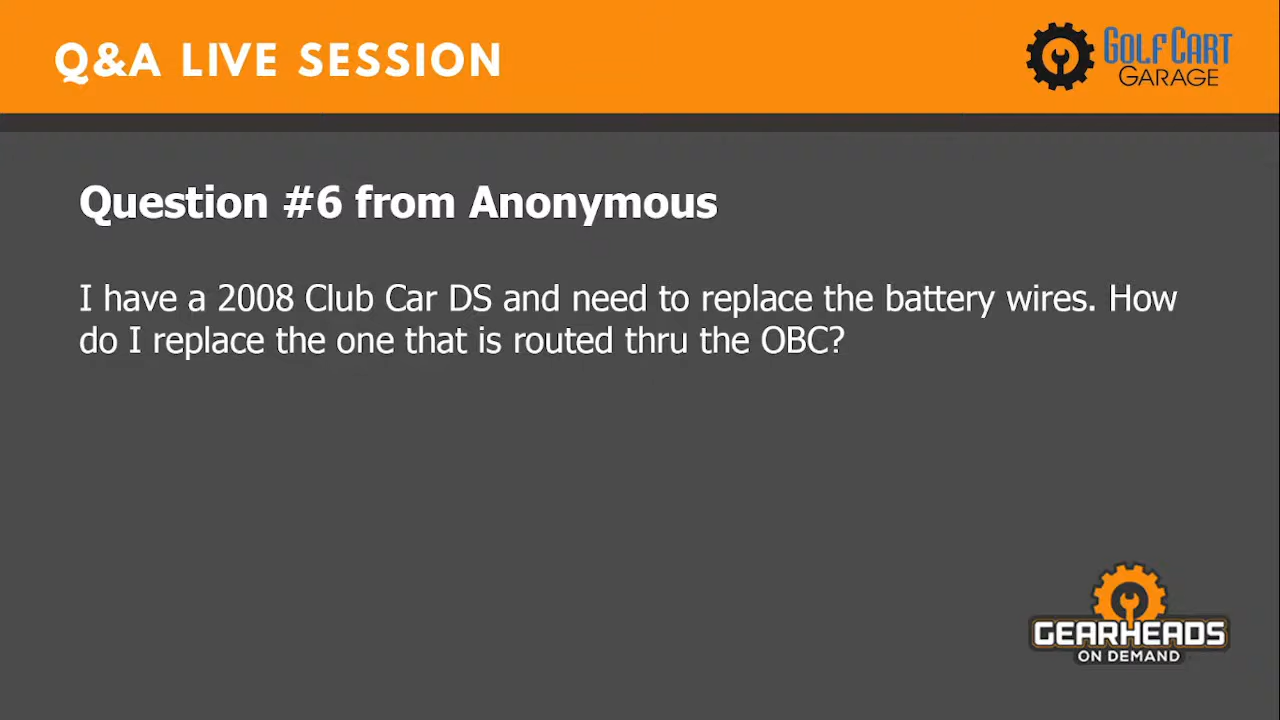 Q&A LIVE SESSION
GOLF CART
GARAGE
Question #6 from Anonymous
I have a 2008 Club Car DS and need to replace the battery wires. How
do I replace the one that is routed thru the OBC?
GEARHEADS
ON DEMAND